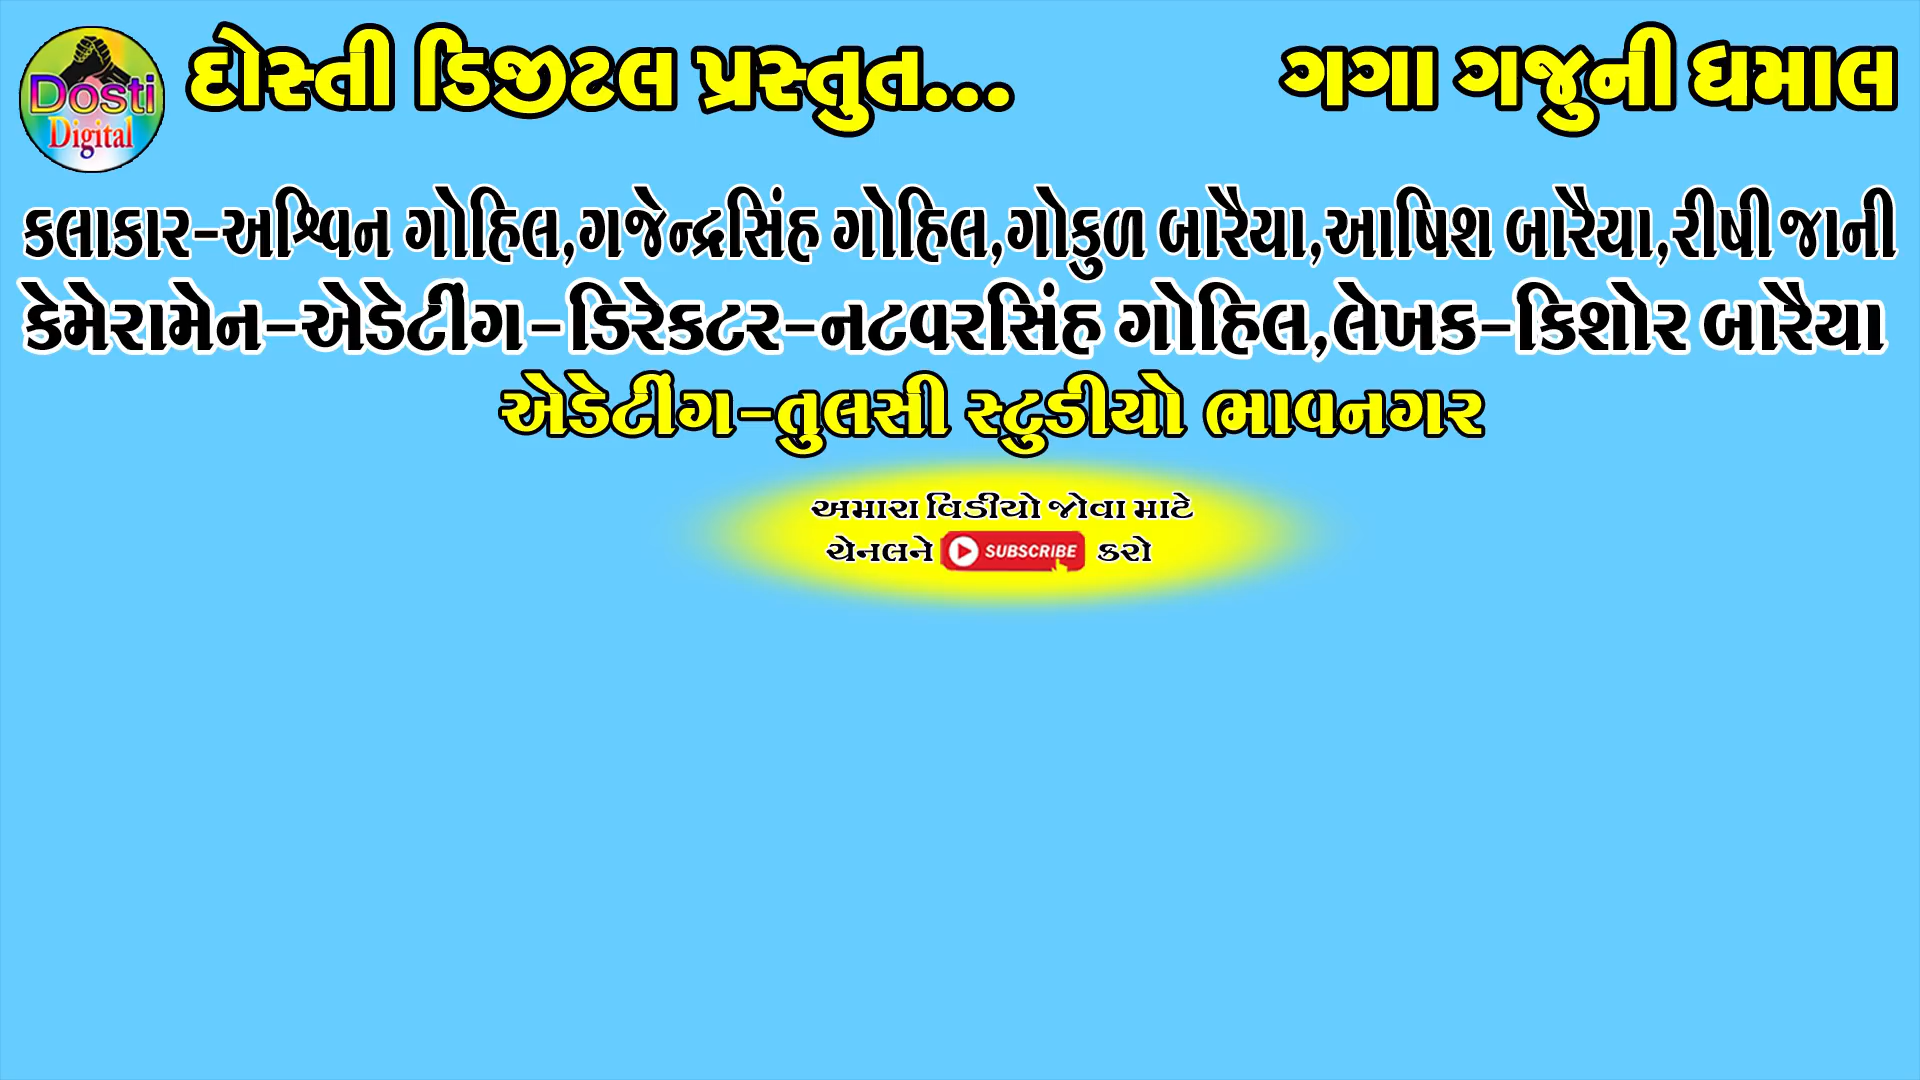 Dosti
Digital
દોસ્તી ડિજીટલ પ્રસ્તુત... ગગા ગજુની ધમાલ
કલાકાર-અશ્વિન ગોહિલ,ગજેન્દ્રસિંહ ગોહિલ,ગોકુળ બારૈયા,આષિશ બારૈયા,રીષી જાની
કેમેરામેન-એડેટીંગ-ડિરેકટર-નટવરસિંહ ગોહિલ,લેખક-કિશોર બારૈયા
એડેટીંગ-તુલસી સ્ટુડીયો ભાવનગર
અમારા વિડીયો જોવા માટે
ચેનલને SUBSCRIBE કરો